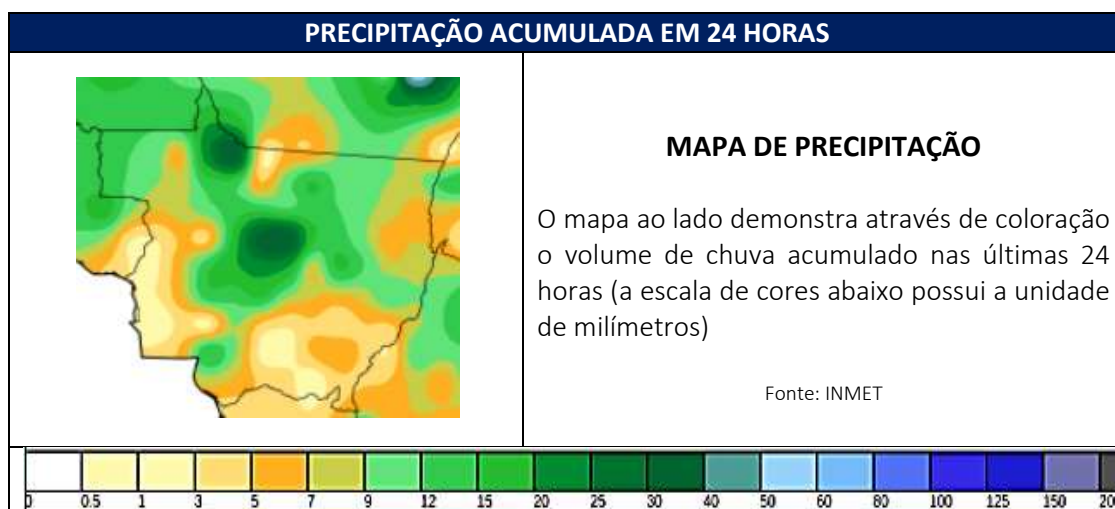 PRECIPITAÇÃO ACUMULADA EM 24 HORAS
MAPA DE PRECIPITAÇÃO
O mapa ao lado demonstra através de coloração
o volume de chuva acumulado nas últimas 24
horas (a escala de cores abaixo possui a unidade
de milímetros)
Fonte: INMET
0.5 1 3 5 7 9 12 15 20 25 30 40 50 60 80 100 125 150